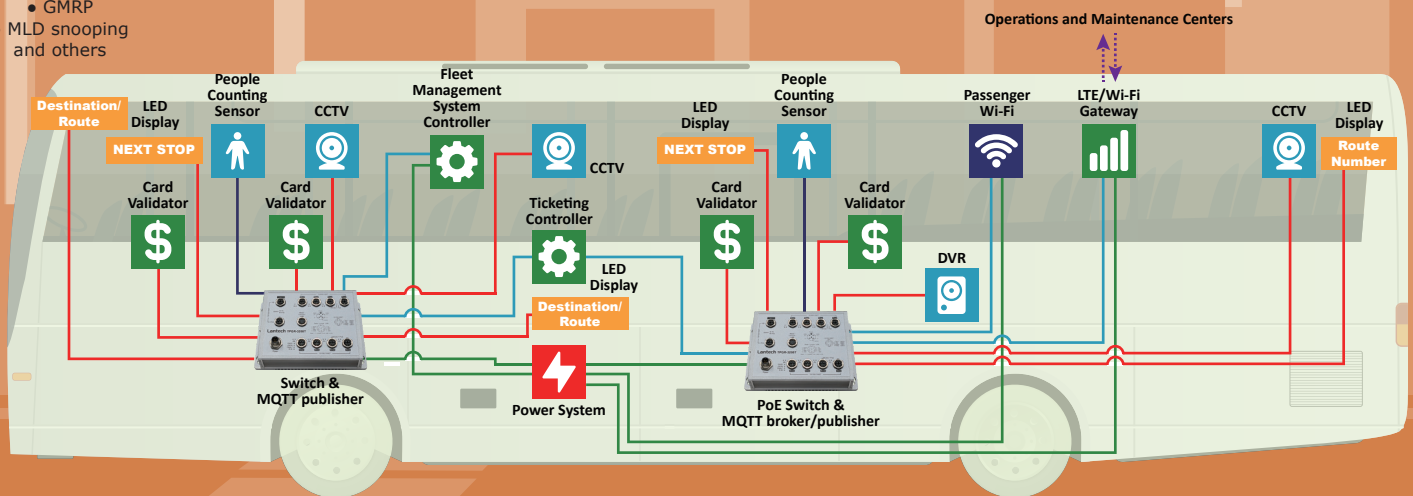 • GMRP
MLD snooping
and others
Operations and Maintenance Centers
Destination/
Route
LED
Display
NEXT STOP
People
Counting
Sensor
CCTV
Fleet
Management
System
Controller
CCTV
LED
Display
NEXT STOP
People
Counting
Sensor
Passenger
Wi-Fi
LTE/Wi-Fi
Gateway
CCTV
LED
Display
Route
Number
Card
Validator
$
Card
Validator
$
Ticketing
Controller
LED
Display
Destination/
Route
Card
Validator
$
Card
Validator
$
DVR
Lantech
Switch &
MQTT publisher
Power System
Lantech
PoE Switch &
MQTT broker/publisher